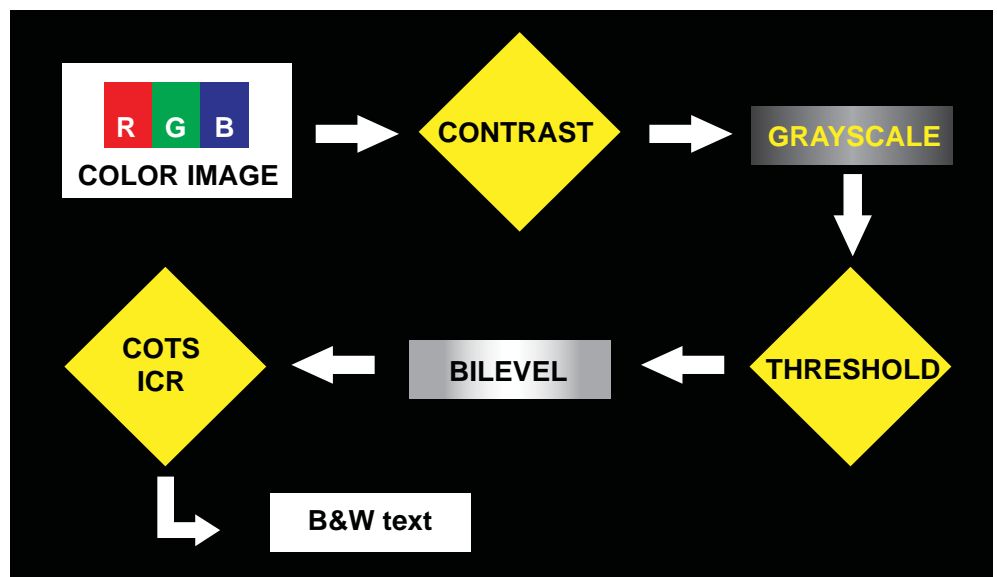 R G B
COLOR IMAGE
CONTRAST
GRAYSCALE
THRESHOLD
BILEVEL
COTS
ICR
B&W text